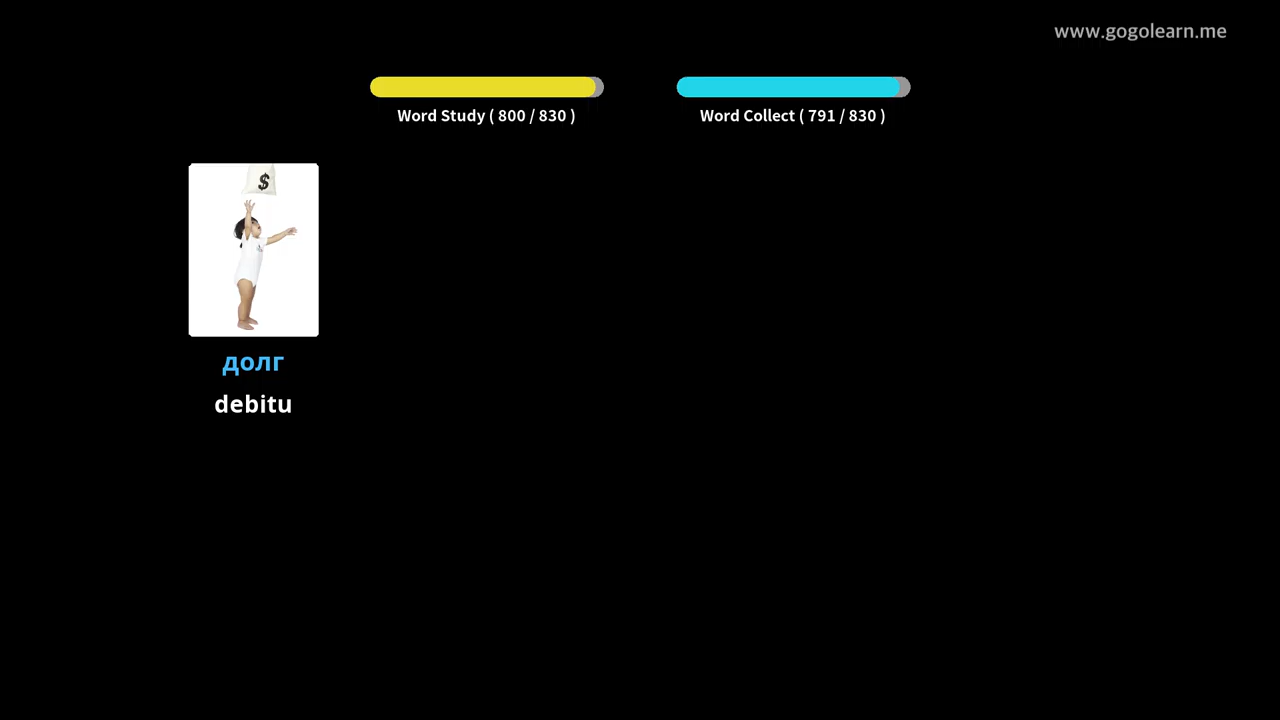 www.gogolearn.me
Word Study ( 800 / 830 )
Word Collect ( 791 / 830 )
$
долг
debitu